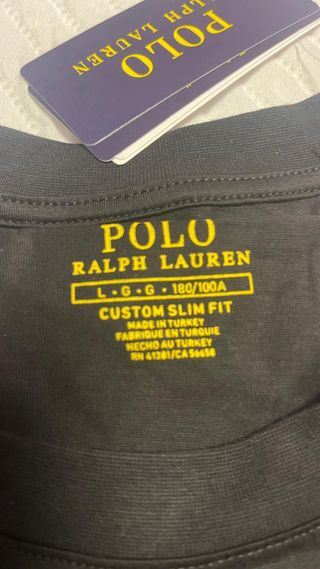 POLO
RALPH LAUREN
POLO
RALPH LAUREN
L • G • G • 180/100A
CUSTOM SLIM FIT
MADE IN TURKEY
FABRIQUE EN TURQUIE
HECHO AU TURKEY
RN 41381/CA 56658